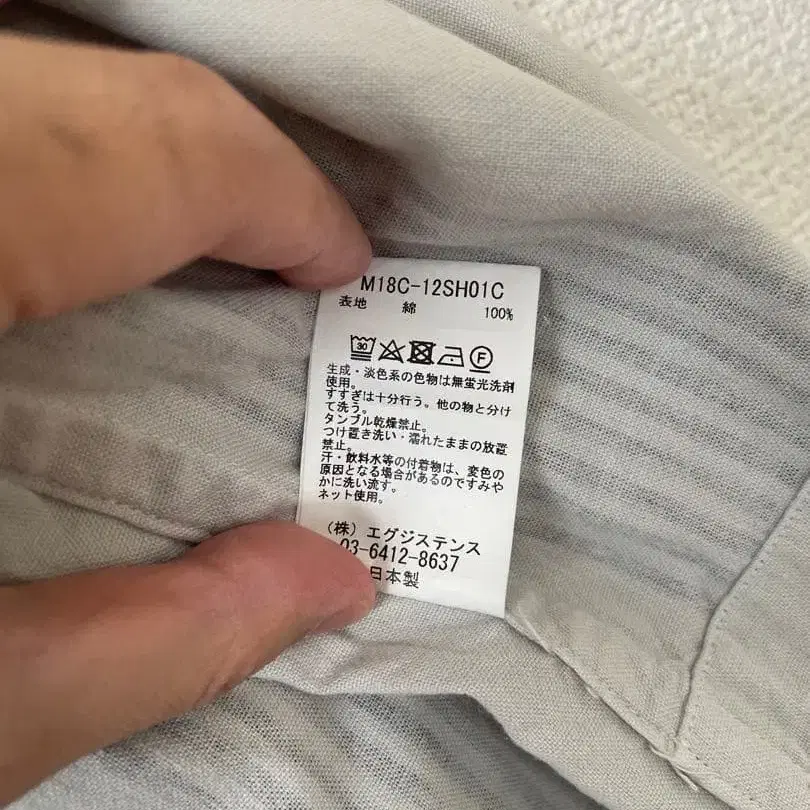 M18C-12SH01C
表地 綿 100%
30 F
生成・淡色系の色物は無蛍光洗剤
使用。
すすぎは十分行う。他の物と分け
て洗う。
タンブル乾燥禁止。
つけ置き洗い・濡れたままの放置
禁止。
汗・飲料水等の付着物は、変色の
原因となる場合があるのですみや
かに洗い流す。
ネット使用。
(株)エグジステンス
03-6412-8637
日本製